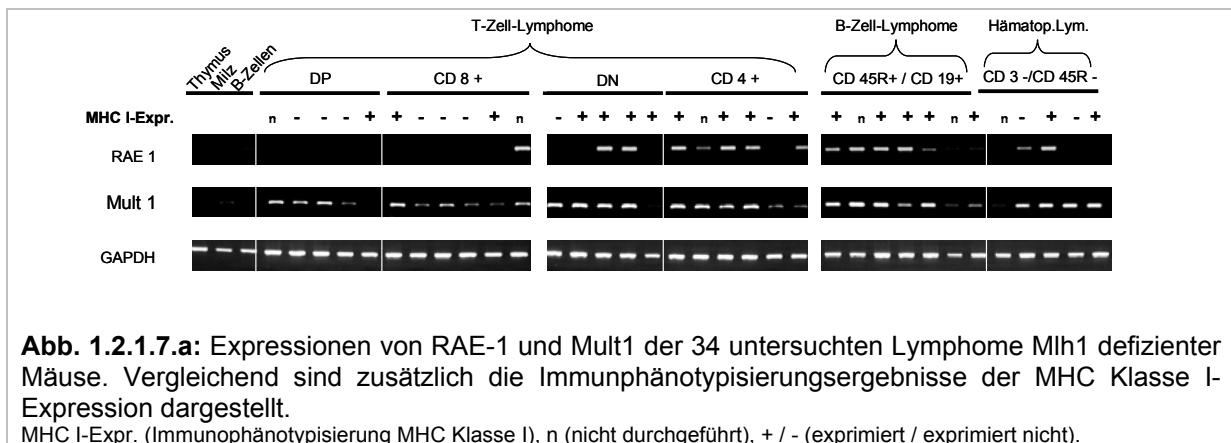 T-Zell-Lymphome B-Zell-Lymphome Hämatop.Lym.
Thymus Milz B-Zellen
DP CD 8 + DN CD 4 + CD 45R+ / CD 19+ CD 3 -/CD 45R -
MHC I-Expr. n - - - + + - - - + n - + + + + + n + + - + + n + + + n + n - + - +
RAE 1
Mult 1
GAPDH
Abb. 1.2.1.7.a: Expressionen von RAE-1 und Mult1 der 34 untersuchten Lymphome Mlh1 defizienter
Mäuse. Vergleichend sind zusätzlich die Immunphänotypisierungsergebnisse der MHC Klasse I-
Expression dargestellt.
MHC I-Expr. (Immunophänotypisierung MHC Klasse I), n (nicht durchgeführt), + / - (exprimiert / exprimiert nicht).